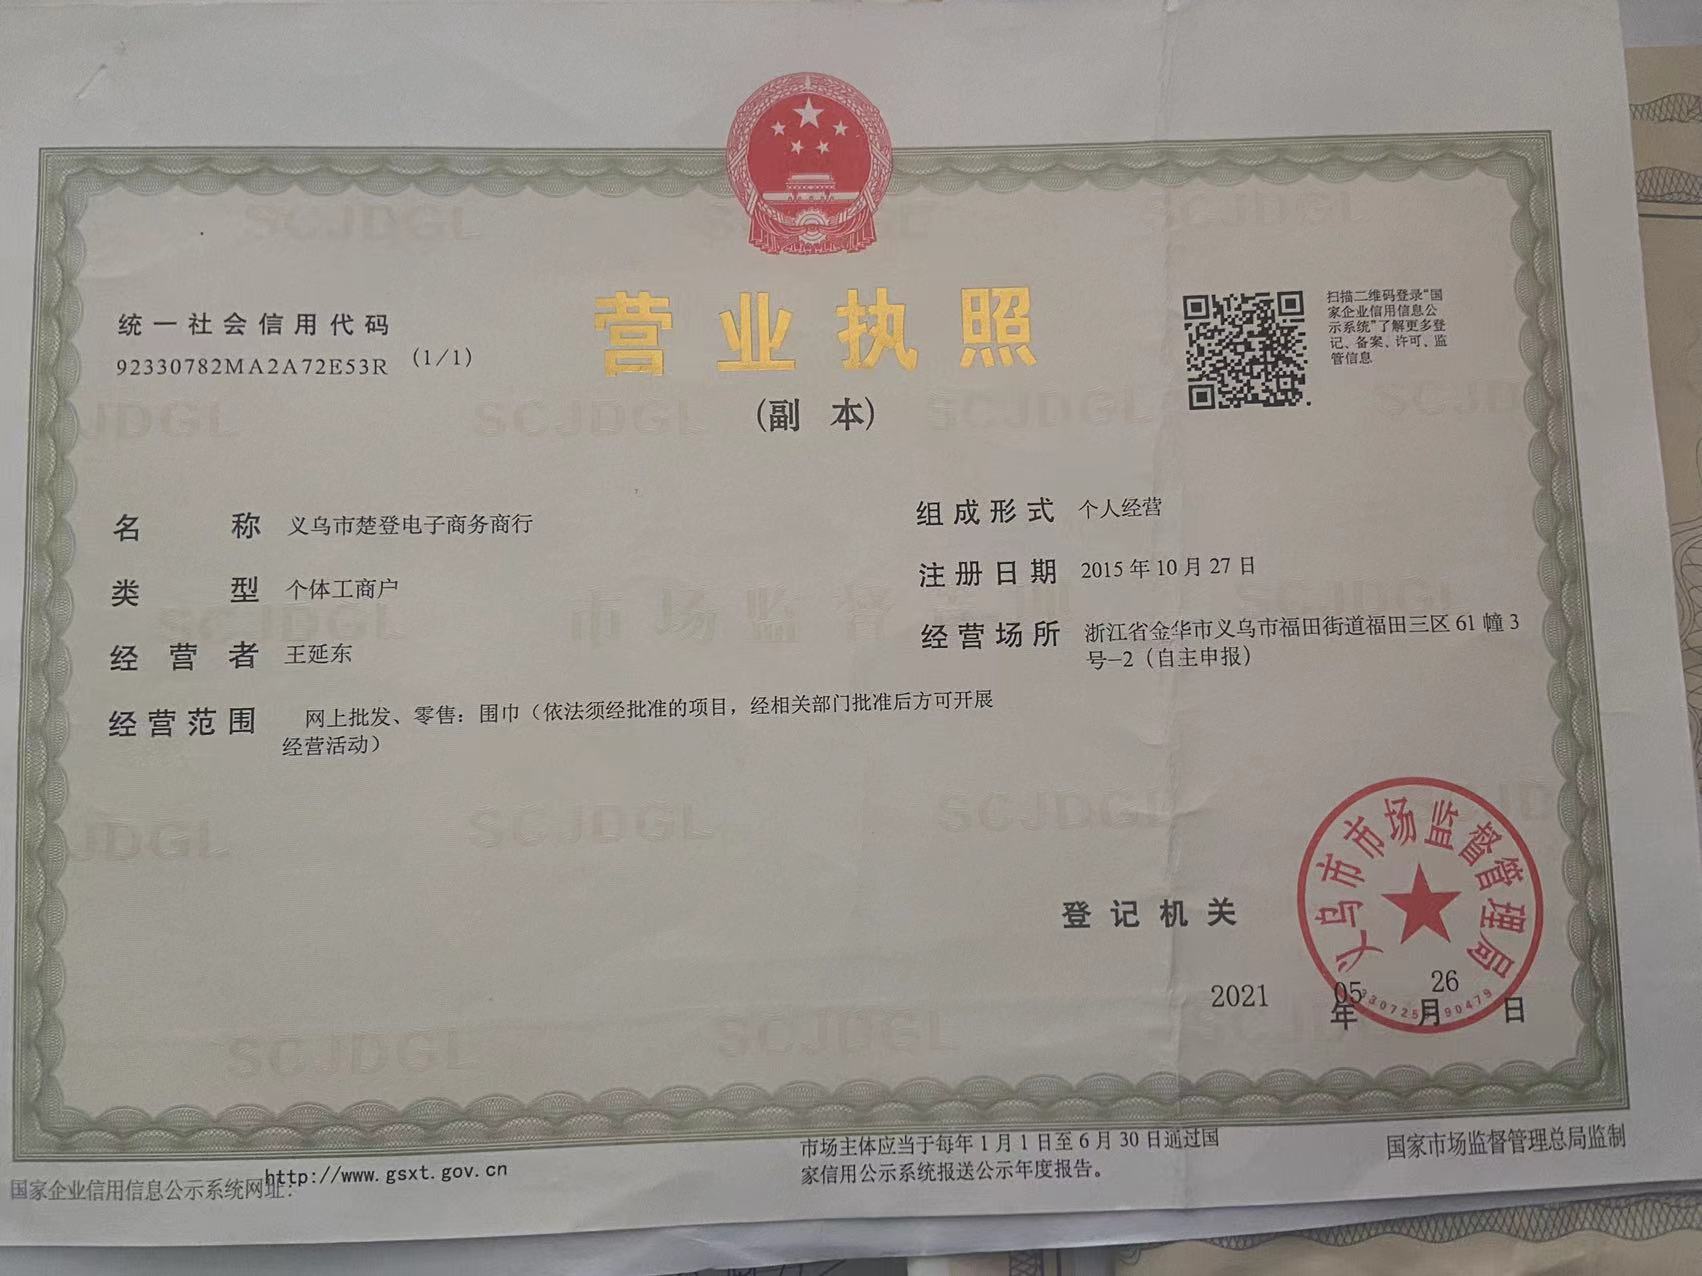 统一社会信用代码
92330782MA2A72E53R (1/1)
营业执照
(副 本)
扫描二维码登录“国
家企业信用信息公
示系统”了解更多登
记、备案、许可、监
管信息
名 称 义乌市楚登电子商务商行
类 型 个体工商户
经 营 者 王延东
经 营 范 围 网上批发、零售：围巾（依法须经批准的项目，经相关部门批准后方可开展
经营活动）
组 成 形 式 个人经营
注 册 日 期 2015 年 10 月 27 日
经 营 场 所 浙江省金华市义乌市福田街道福田三区 61 幢 3
号-2（自主申报）
登 记 机 关
义乌市市场监督管理局
2021 年 05 月 26 日
国家企业信用信息公示系统网址：http://www.gsxt.gov.cn
市场主体应当于每年 1 月 1 日至 6 月 30 日通过国
家信用公示系统报送公示年度报告。
国家市场监督管理总局监制
SCJDGL